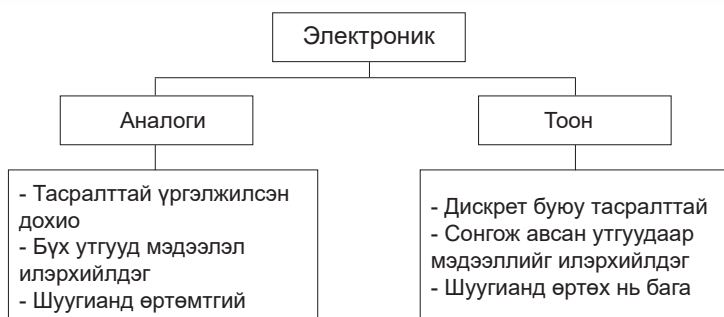 Электроник
Аналоги
Тоон
- Тасралттай үргэлжилсэн
дохио
- Бүх утгууд мэдээлэл
илэрхийлдэг
- Шуугианд өртөмтгий
- Дискрет буюу тасралттай
- Сонгож авсан утгуудаар
мэдээллийг илэрхийлдэг
- Шуугианд өртөх нь бага